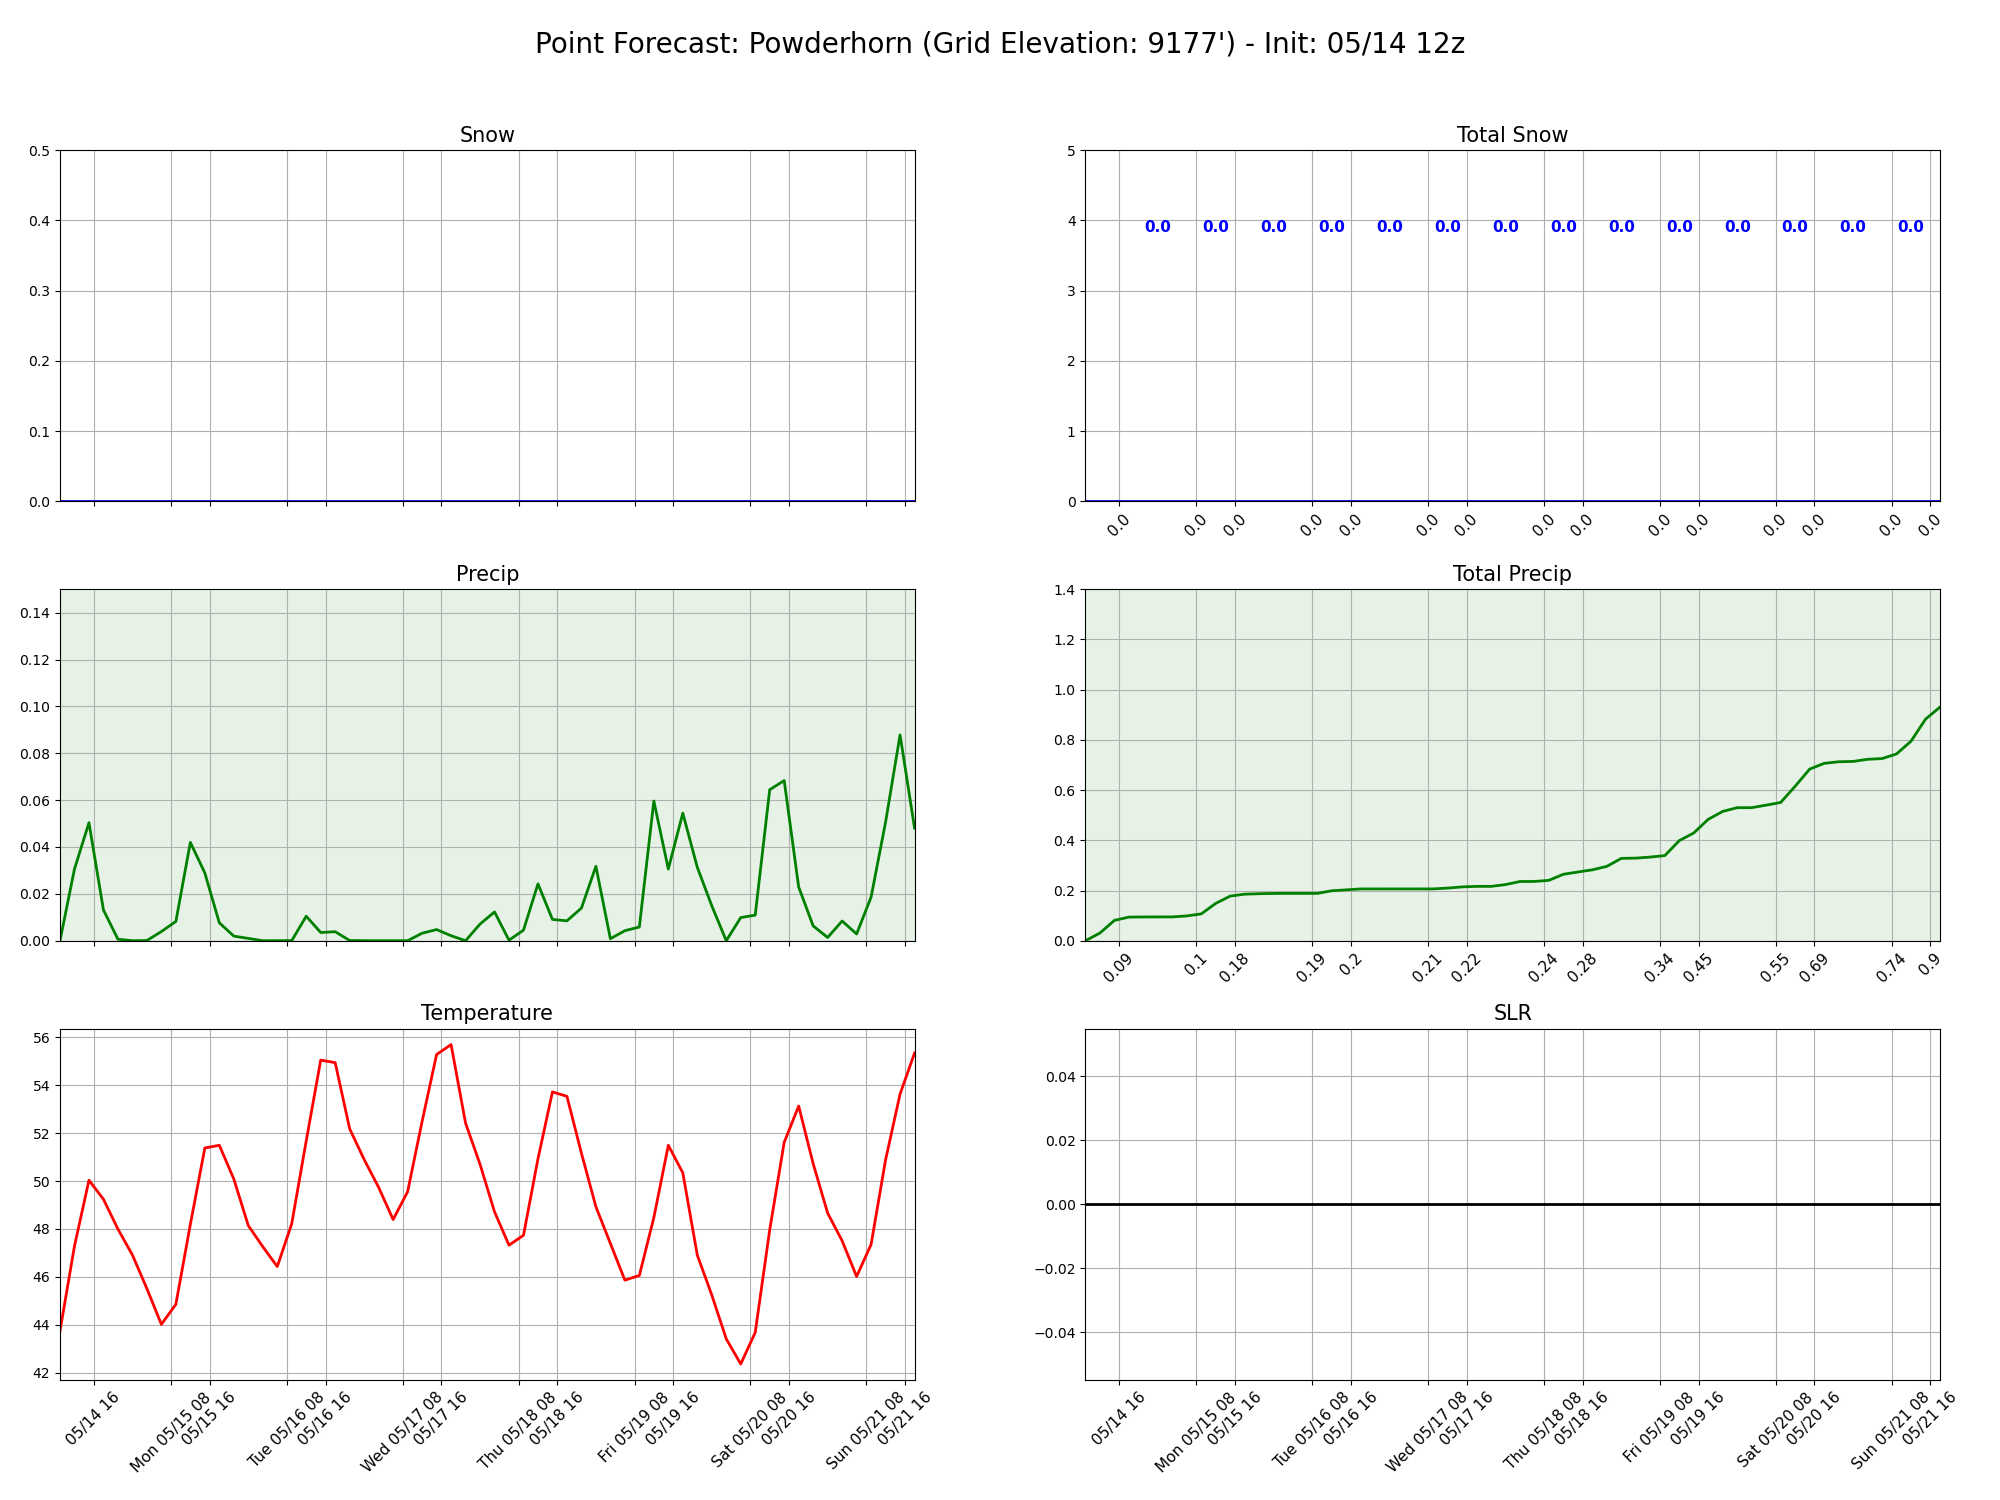 Point Forecast: Powderhorn (Grid Elevation: 9177') - Init: 05/14 12z
Snow
0.5
0.4
0.3
0.2
0.1
0.0
Total Snow
5
4
3
2
1
0
0.0 0.0 0.0 0.0 0.0 0.0 0.0 0.0 0.0 0.0 0.0 0.0 0.0 0.0
0.0 0.0 0.0 0.0 0.0 0.0 0.0 0.0 0.0 0.0 0.0 0.0 0.0 0.0 0.0
Precip
0.14
0.12
0.10
0.08
0.06
0.04
0.02
0.00
Total Precip
1.4
1.2
1.0
0.8
0.6
0.4
0.2
0.0
0.09 0.1 0.18 0.19 0.2 0.21 0.22 0.24 0.28 0.34 0.45 0.55 0.69 0.74 0.9
Temperature
56
54
52
50
48
46
44
42
05/14 16
Mon 05/15 08
05/15 16
Tue 05/16 08
05/16 16
Wed 05/17 08
05/17 16
Thu 05/18 08
05/18 16
Fri 05/19 08
05/19 16
Sat 05/20 08
05/20 16
Sun 05/21 08
05/21 16
SLR
0.04
0.02
0.00
−0.02
−0.04
05/14 16
Mon 05/15 08
05/15 16
Tue 05/16 08
05/16 16
Wed 05/17 08
05/17 16
Thu 05/18 08
05/18 16
Fri 05/19 08
05/19 16
Sat 05/20 08
05/20 16
Sun 05/21 08
05/21 16